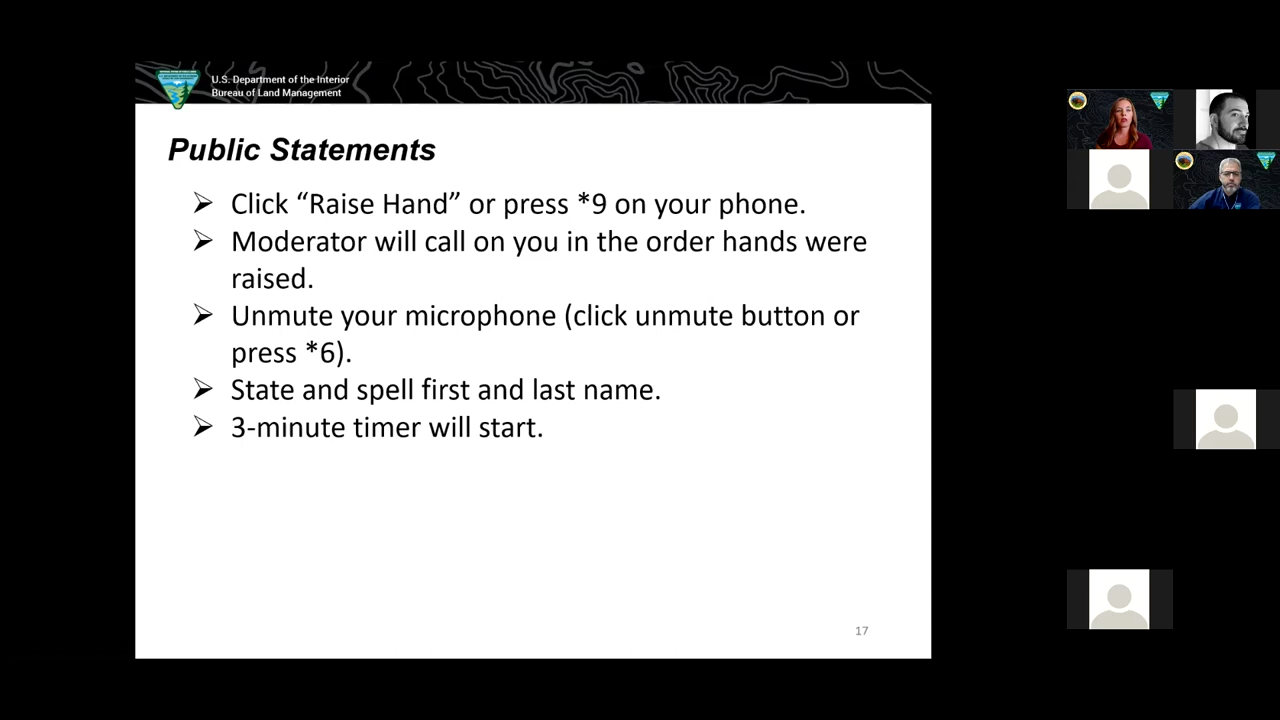 U.S. Department of the Interior
Bureau of Land Management
Public Statements
➢ Click “Raise Hand” or press *9 on your phone.
➢ Moderator will call on you in the order hands were
raised.
➢ Unmute your microphone (click unmute button or
press *6).
➢ State and spell first and last name.
➢ 3-minute timer will start.
17